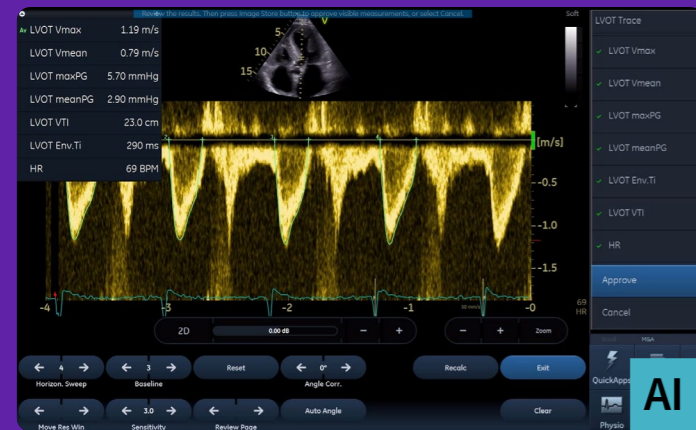 Review the results. Then press Image Store button to approve visible measurements, or select Cancel.
Av LVOT Vmax 1.19 m/s
LVOT Vmean 0.79 m/s
LVOT maxPG 5.70 mmHg
LVOT meanPG 2.90 mmHg
LVOT VTI 23.0 cm
LVOT Env.Ti 290 ms
HR 69 BPM
V
5
10
15
Soft
[m/s]
-0.5
-1.0
-1.5
-4
-3
-2
-0
69
HR
2D
0.00 dB
- +
- +
Zoom
← 4 →
Horizon. Sweep
← 3 →
Baseline
Reset
← 0° →
Angle Corr.
Recalc
Exit
← →
Move Res Win
← 3.0 →
Sensitivity
← →
Review Page
Auto Angle
Clear
LVOT Trace
LVOT Vmax
LVOT Vmean
LVOT maxPG
LVOT meanPG
LVOT Env.Ti
LVOT VTI
HR
Approve
Cancel
M&A
QuickApps
Physio
AI